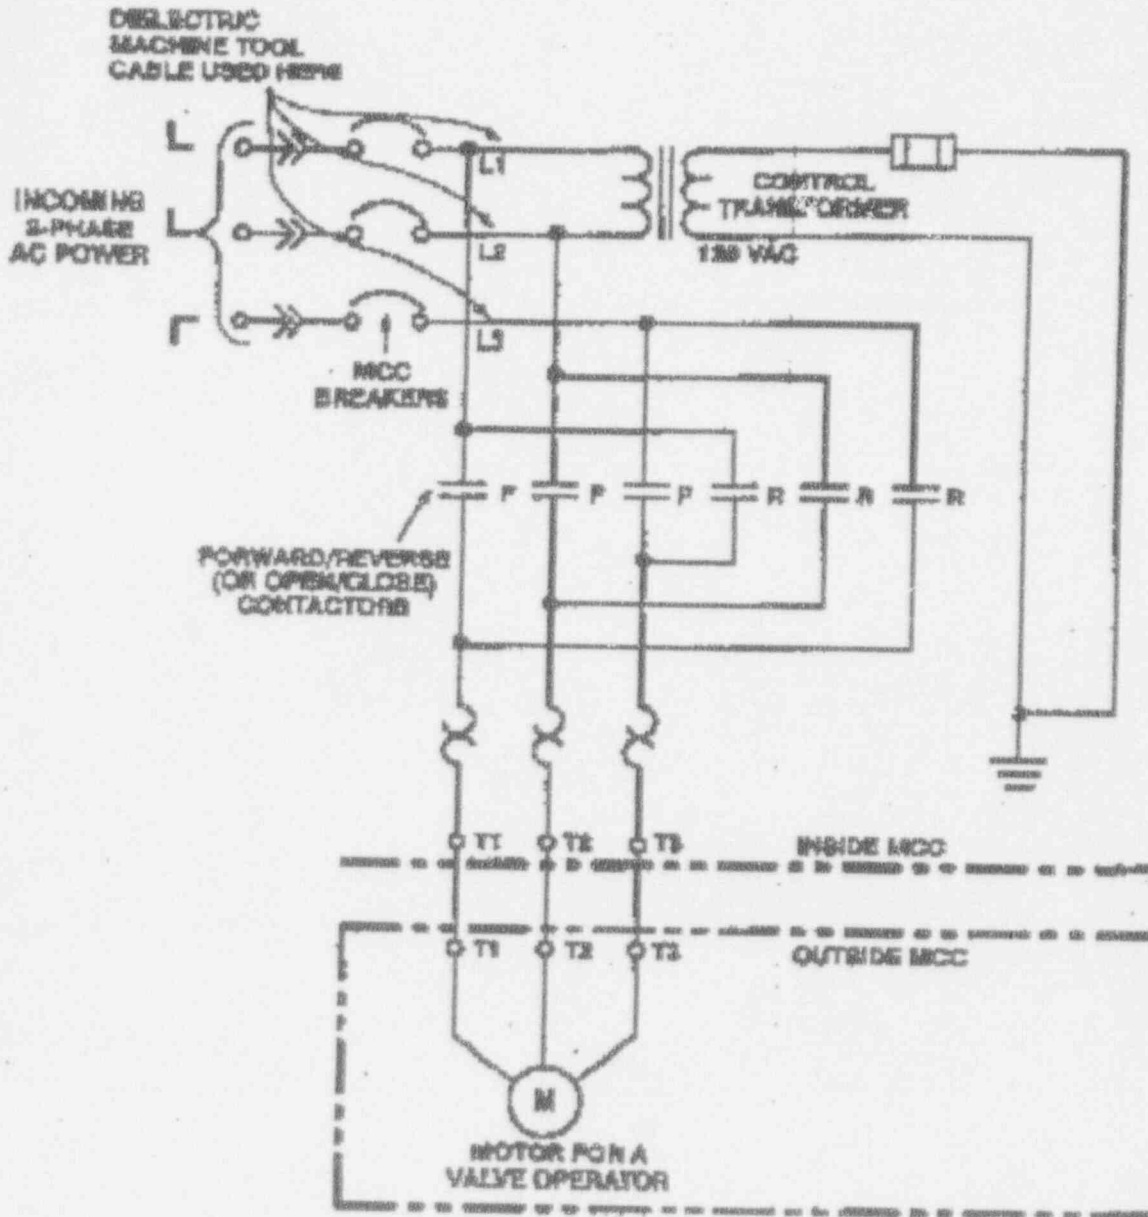 DIELECTRIC
MACHINE TOOL
CABLE USED HERE
L1
INCOMING
3-PHASE
AC POWER
CONTROL
TRANSFORMER
L2
120 VAC
L3
MCC
BREAKERS
F F F R R R
FORWARD/REVERSE
(OR OPEN/CLOSE)
CONTACTORS
T1 T2 T3
INSIDE MCC
T1 T2 T3
OUTSIDE MCC
M
MOTOR FOR A
VALVE OPERATOR